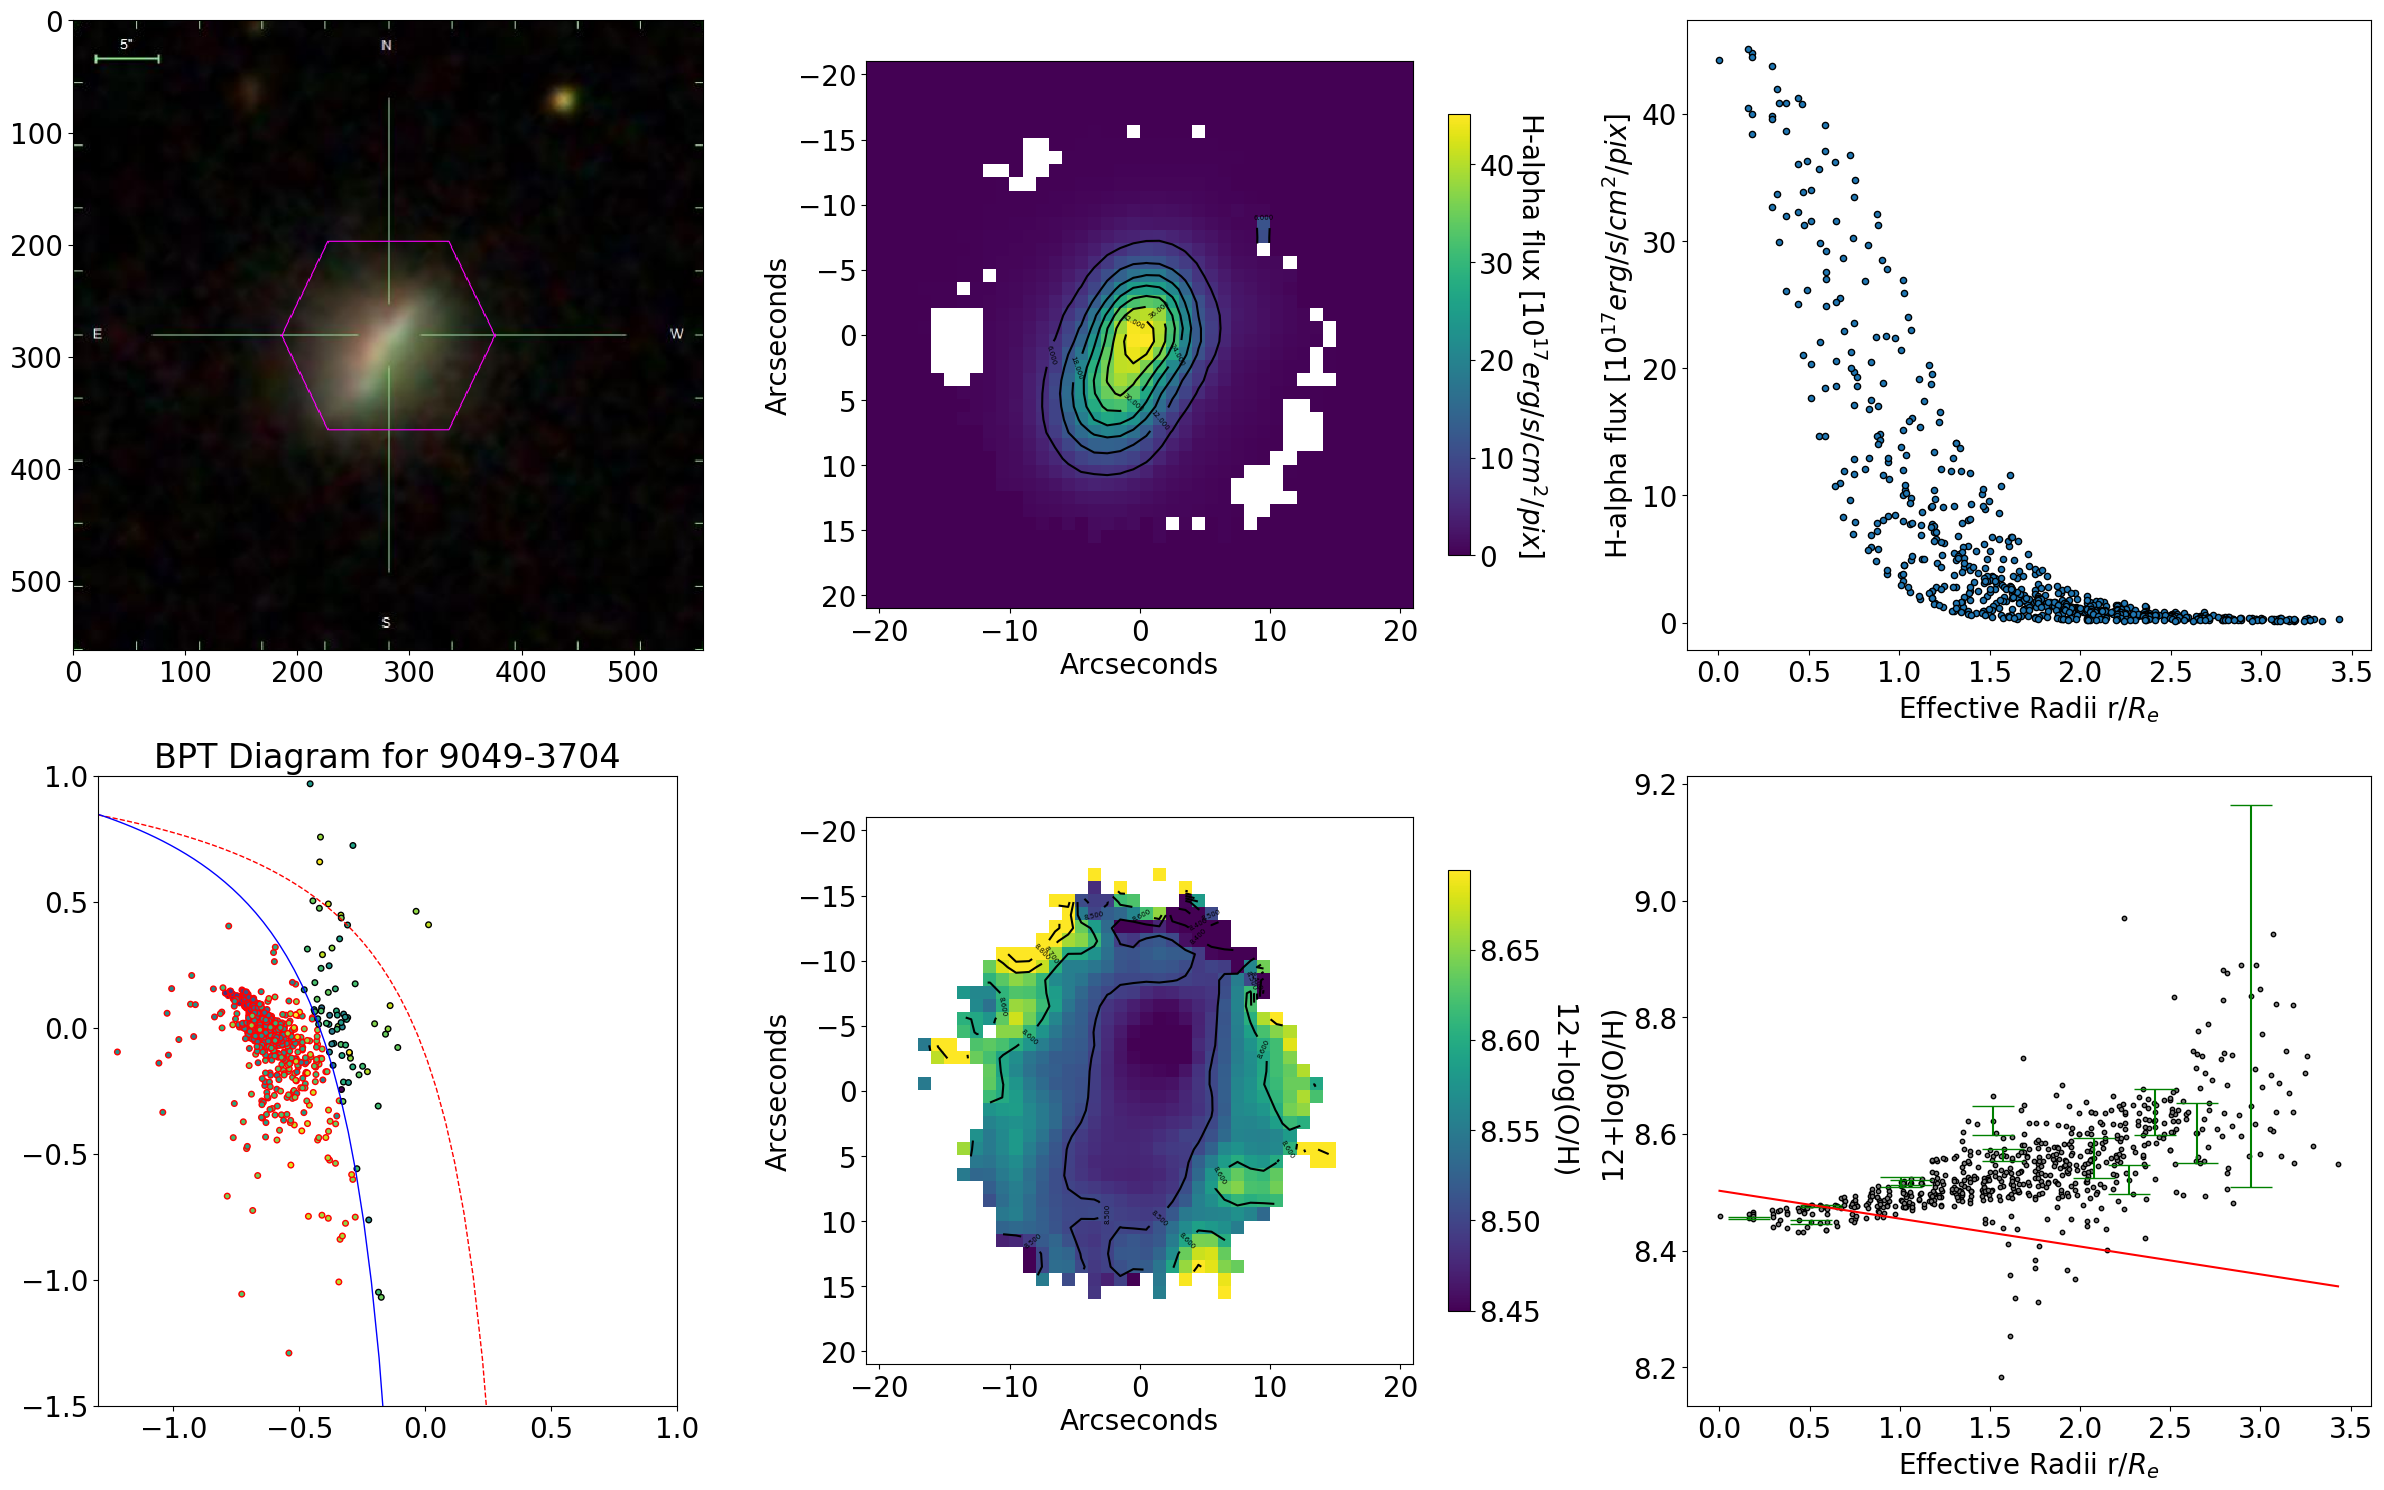 5"
N
E
W
S
0
100
200
300
400
500
0 100 200 300 400 500
−20
−15
−10
−5
0
5
10
15
20
−20 −10 0 10 20
Arcseconds
Arcseconds
40
30
20
10
0
H-alpha flux [10^17 erg/s/cm^2/pix]
H-alpha flux [10^17 erg/s/cm^2/pix]
40
30
20
10
0
0.0 0.5 1.0 1.5 2.0 2.5 3.0 3.5
Effective Radii r/R_e
BPT Diagram for 9049-3704
1.0
0.5
0.0
−0.5
−1.0
−1.5
−1.0 −0.5 0.0 0.5 1.0
−20
−15
−10
−5
0
5
10
15
20
−20 −10 0 10 20
Arcseconds
Arcseconds
8.65
8.60
8.55
8.50
8.45
12+log(O/H)
12+log(O/H)
9.2
9.0
8.8
8.6
8.4
8.2
0.0 0.5 1.0 1.5 2.0 2.5 3.0 3.5
Effective Radii r/R_e